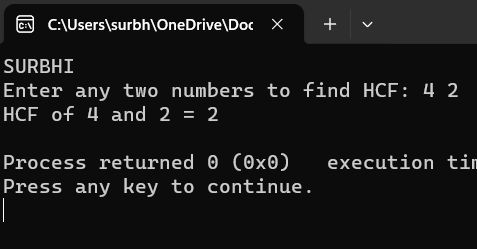 C:\Users\surbh\OneDrive\Doc
SURBHI
Enter any two numbers to find HCF: 4 2
HCF of 4 and 2 = 2
Process returned 0 (0x0)   execution
Press any key to continue.